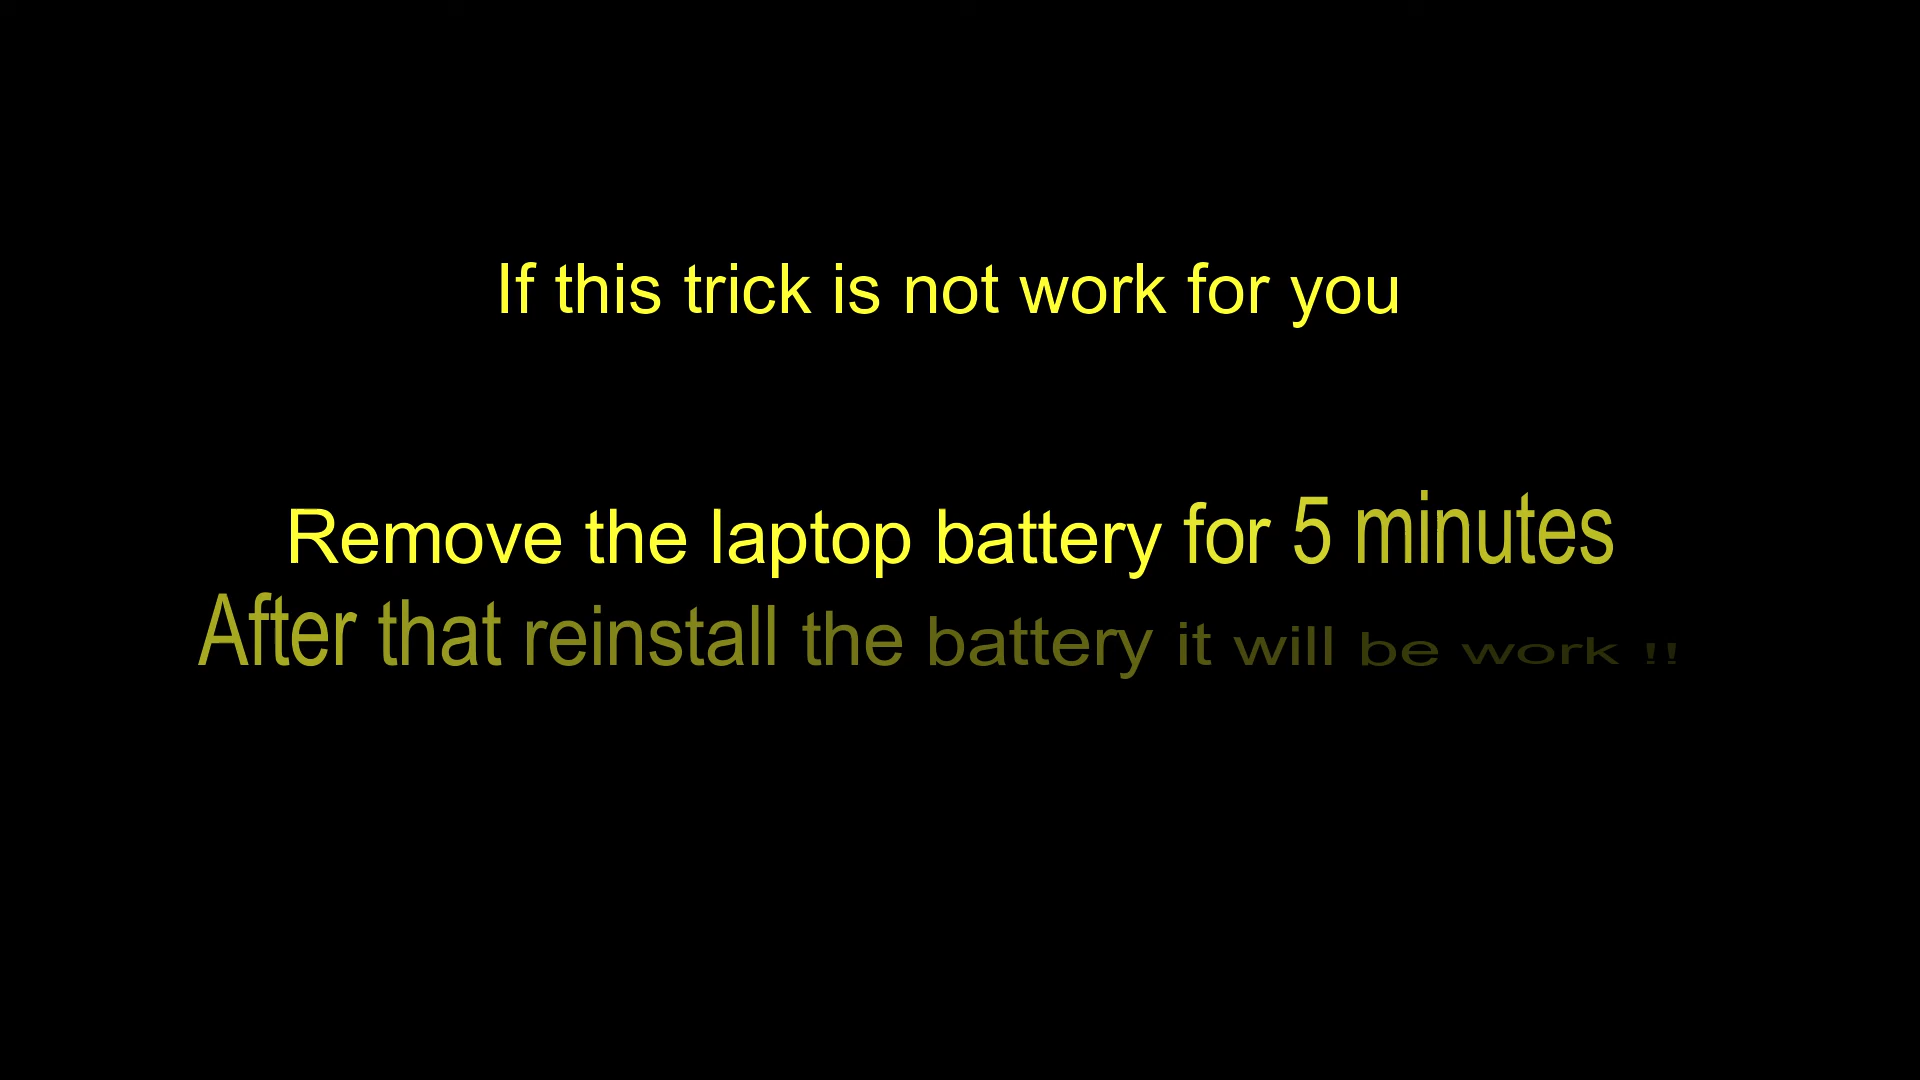 If this trick is not work for you
Remove the laptop battery for 5 minutes
After that reinstall the battery it will be work !!